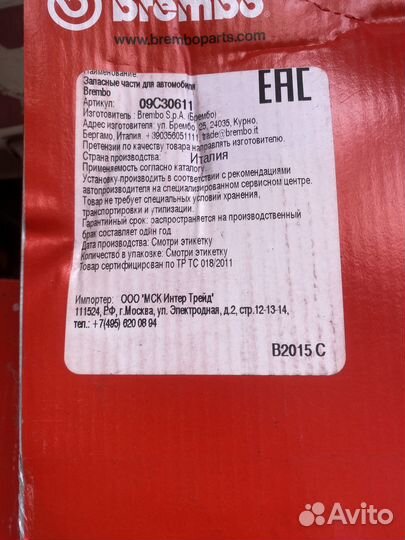 brembo
www.bremboparts.com
Наименование:
Запасные части для автомобиля
Brembo
Артикул: 09C30611
EAC
Изготовитель : Brembo S.p.A. (Брембо)
Адрес изготовителя: ул. Брембо, 25, 24035, Курно,
Бергамо, Италия, +390356051111, trade@brembo.it
Претензии по качеству товара направлять изготовителю.
Страна производства: Италия
Применяемость согласно каталогу
Установку производить в соответствии с рекомендациями
автопроизводителя на специализированном сервисном центре.
Товар не требует специальных условий хранения,
транспортировки и утилизации.
Гарантийный срок: распространяется на производственный
брак составляет один год
Дата производства: Смотри этикетку
Количество в упаковке: Смотри этикетку
Товар сертифицирован по ТР ТС 018/2011
Импортер: ООО "МСК Интер Трейд"
111524, РФ, г.Москва, ул. Электродная, д.2, стр.12-13-14,
тел.: +7(495) 620 08 94
B2015 C
Avito